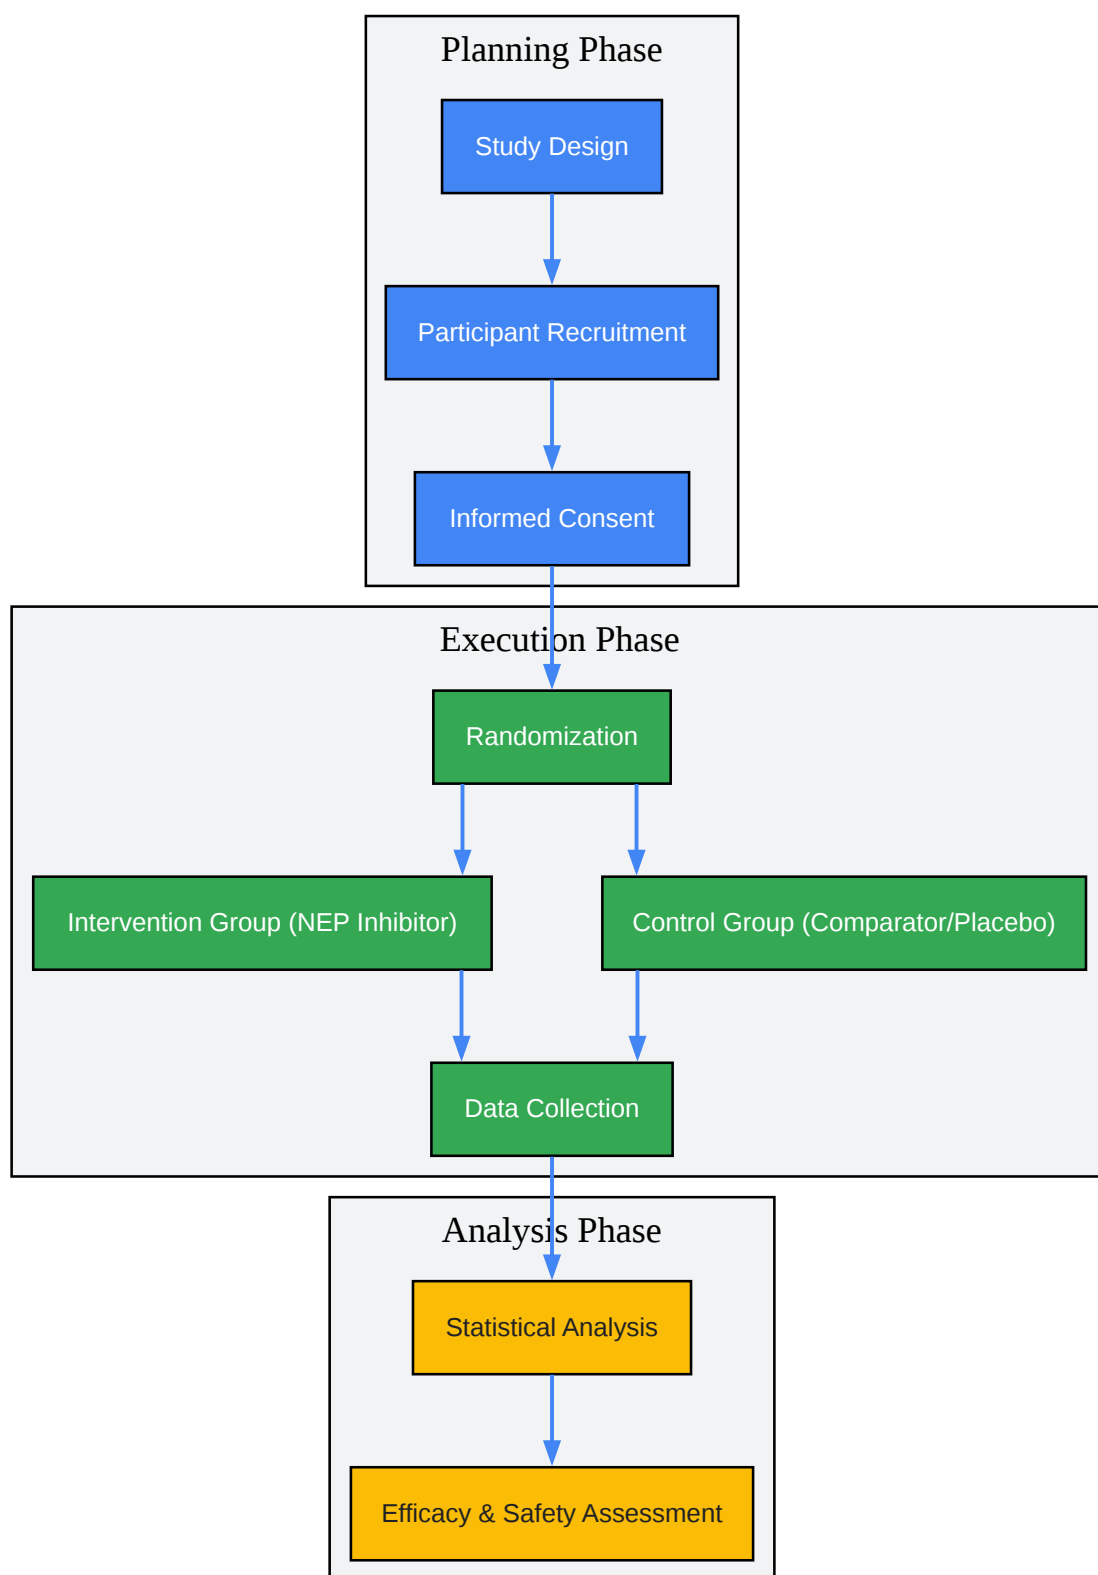 Planning Phase
Study Design
Participant Recruitment
Informed Consent
Execution Phase
Randomization
Intervention Group (NEP Inhibitor)
Control Group (Comparator/Placebo)
Data Collection
Analysis Phase
Statistical Analysis
Efficacy & Safety Assessment